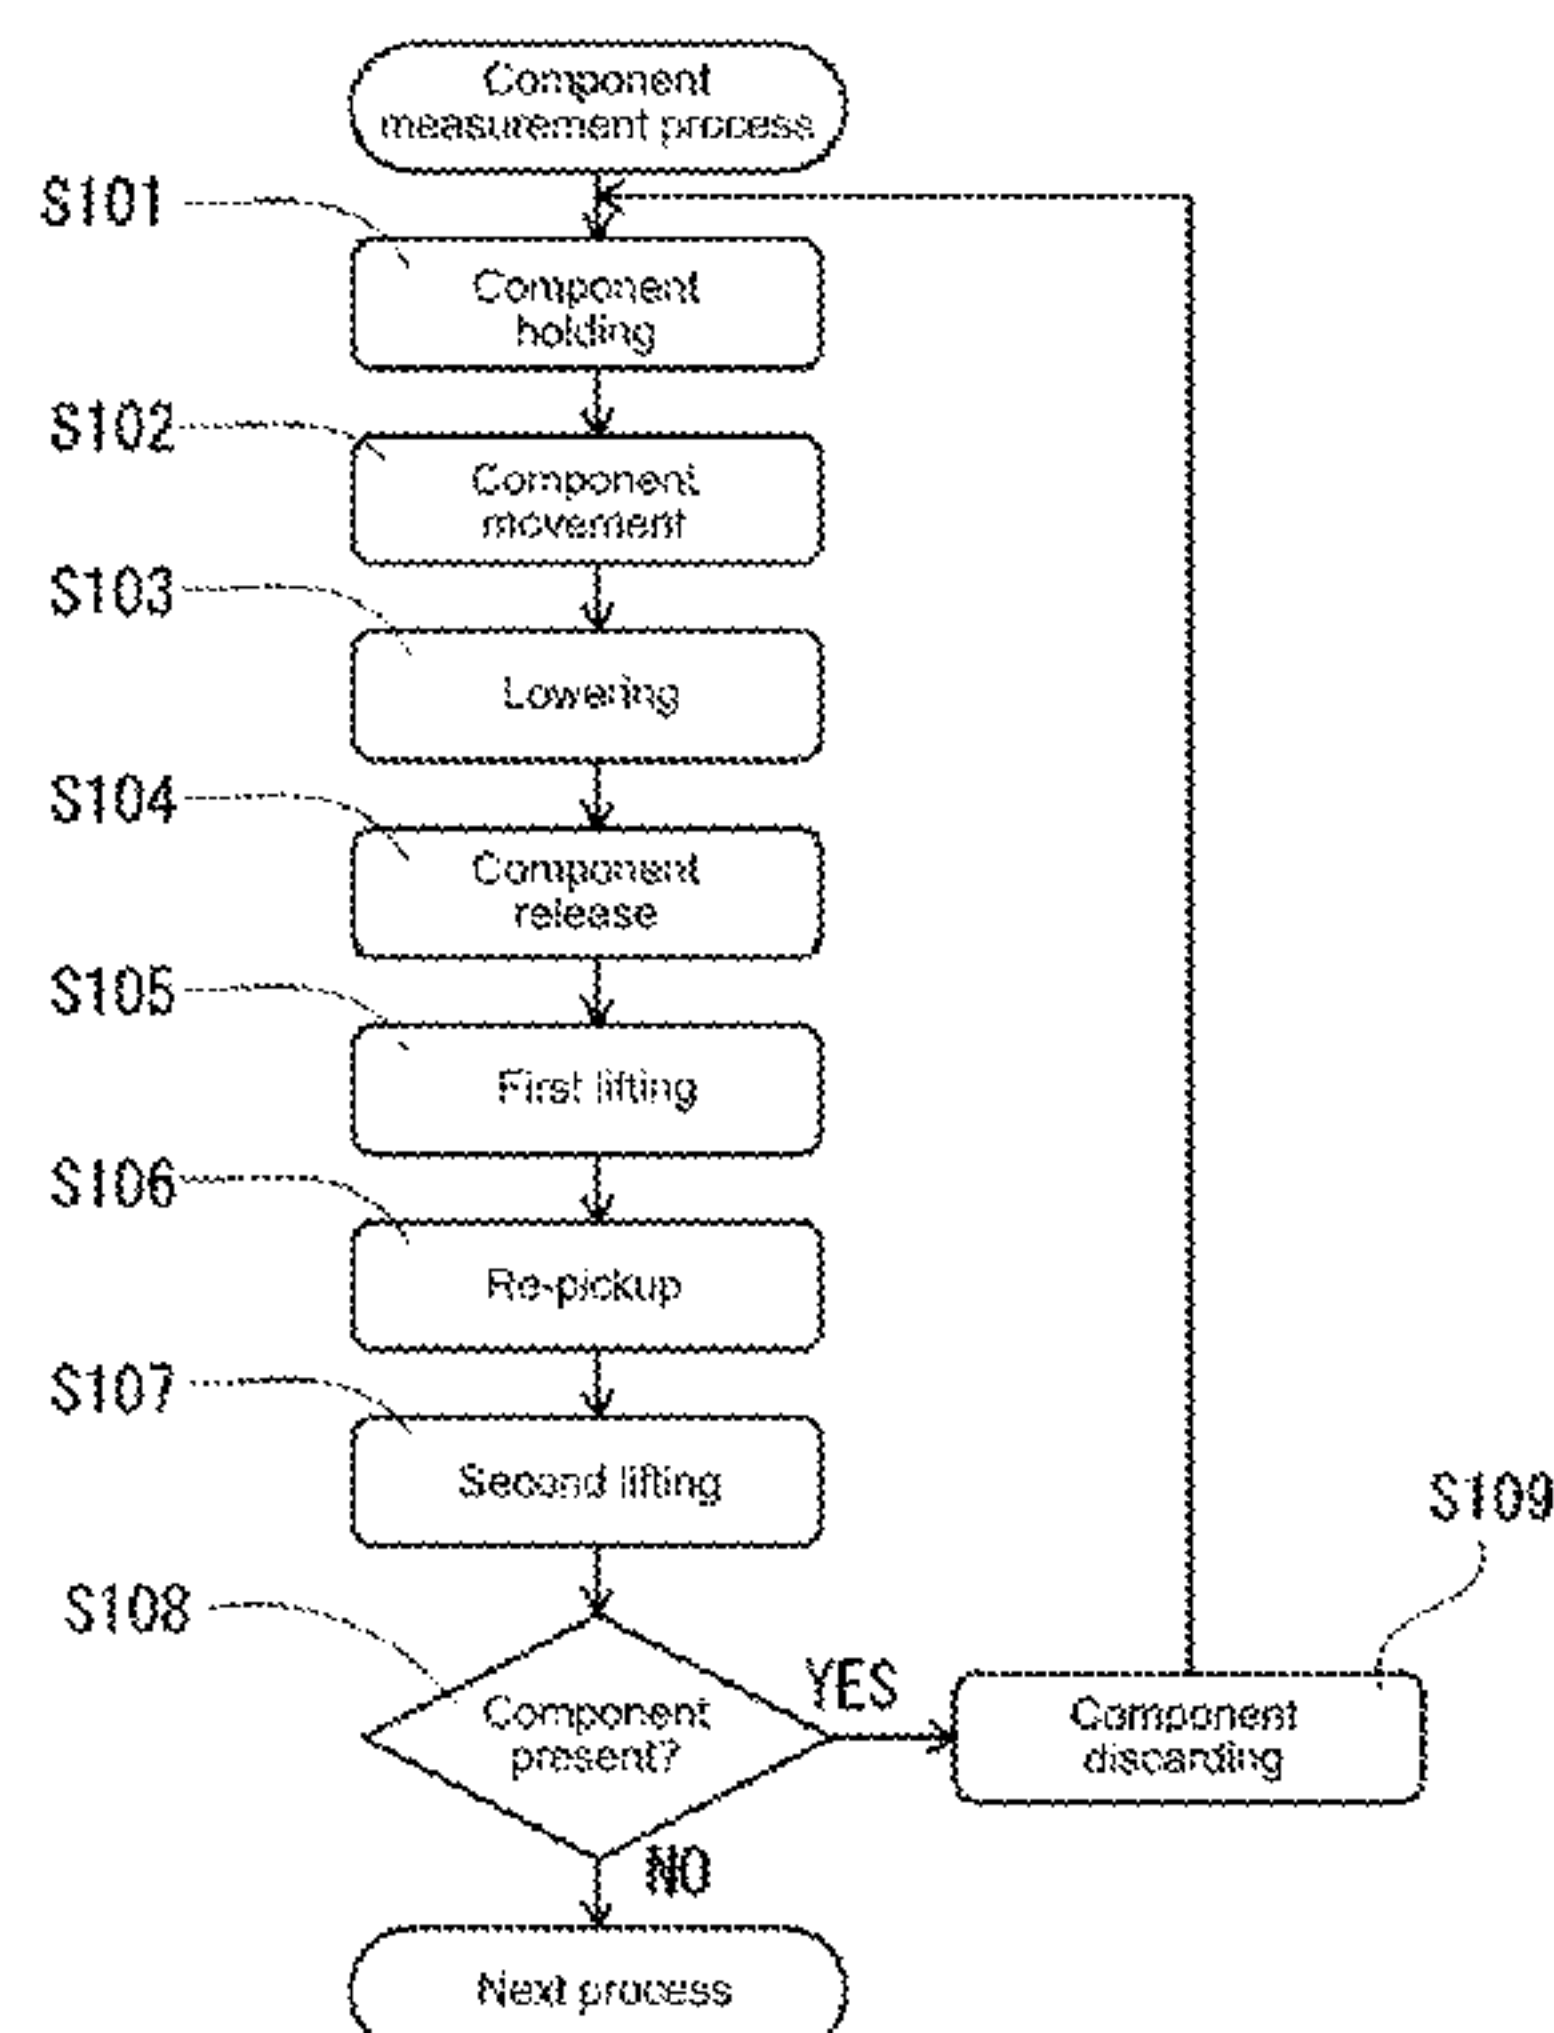 Component
measurement process
S101
Component
holding
S102
Component
movement
S103
Lowering
S104
Component
release
S105
First lifting
S106
Re-pickup
S107
Second lifting
S109
S108
YES
Component
present?
Component
discarding
NO
Next process